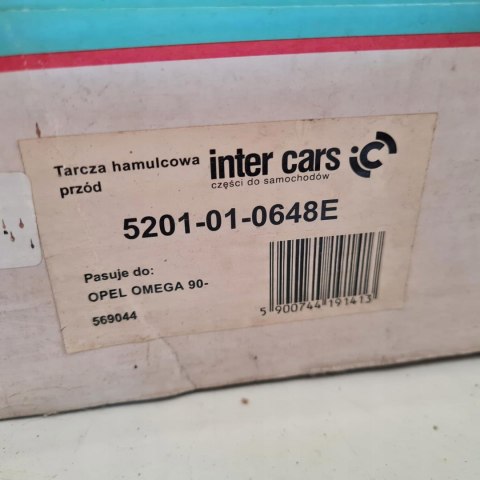 Tarcza hamulcowa
przód
inter cars ic
części do samochodów
5201-01-0648E
Pasuje do:
OPEL OMEGA 90-
569044
5 900744 191413